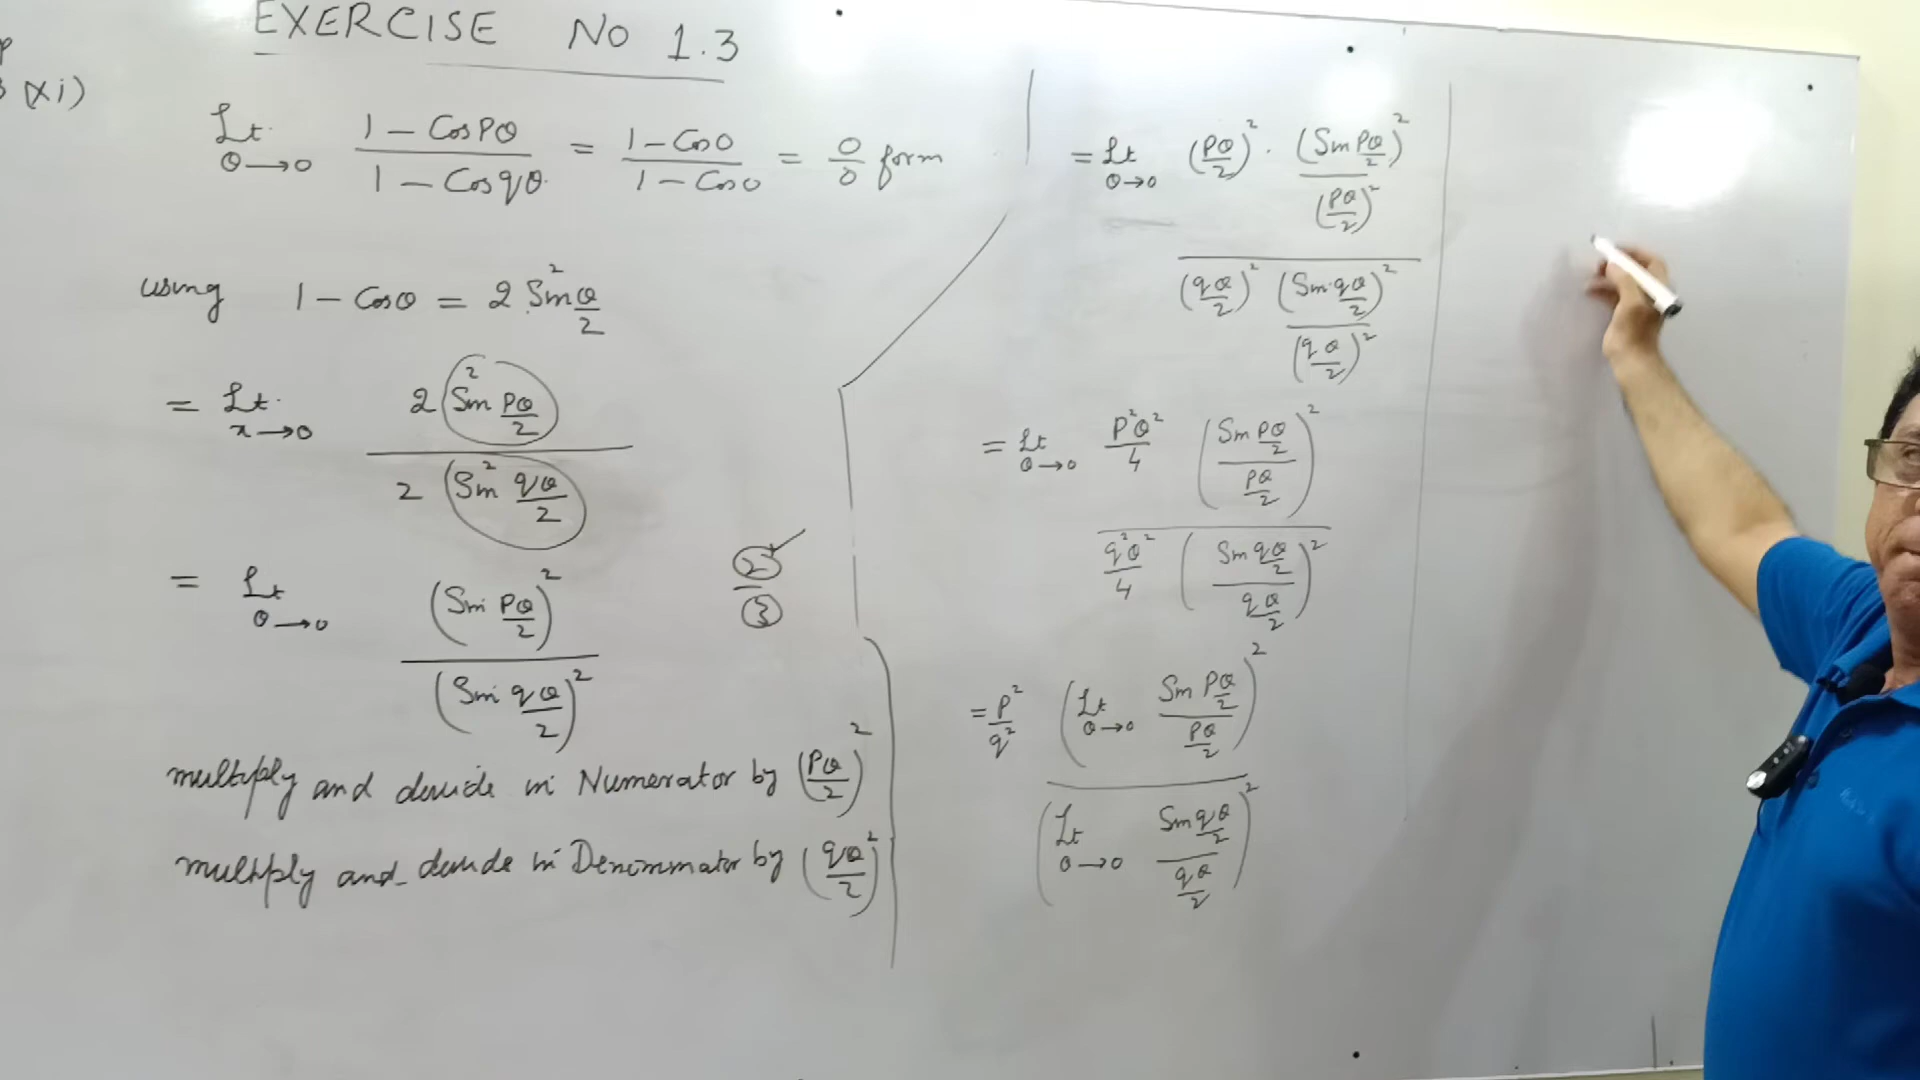 EXERCISE NO 1.3
(xi)
Lt. θ→0 (1 - Cos pθ)/(1 - Cos qθ) = (1 - Cos 0)/(1 - Cos 0) = 0/0 form
using 1 - Cosθ = 2 Sin² θ/2
= Lt. x→0 (2 Sin² pθ/2)/(2 Sin² qθ/2)
= Lt θ→0 (Sin pθ/2)²/(Sin qθ/2)²
2/3
multiply and devide in Numerator by (pθ/2)²
multiply and devide in Denominator by (qθ/2)²
= Lt θ→0 ((pθ/2)² · (Sin pθ/2)²/(pθ/2)²)/((qθ/2)² (Sin qθ/2)²/(qθ/2)²)
= Lt θ→0 (p²θ²/4 ((Sin pθ/2)/(pθ/2))²)/(q²θ²/4 ((Sin qθ/2)/(qθ/2))²)
= p²/q² (Lt θ→0 (Sin pθ/2)/(pθ/2))²/(Lt θ→0 (Sin qθ/2)/(qθ/2))²